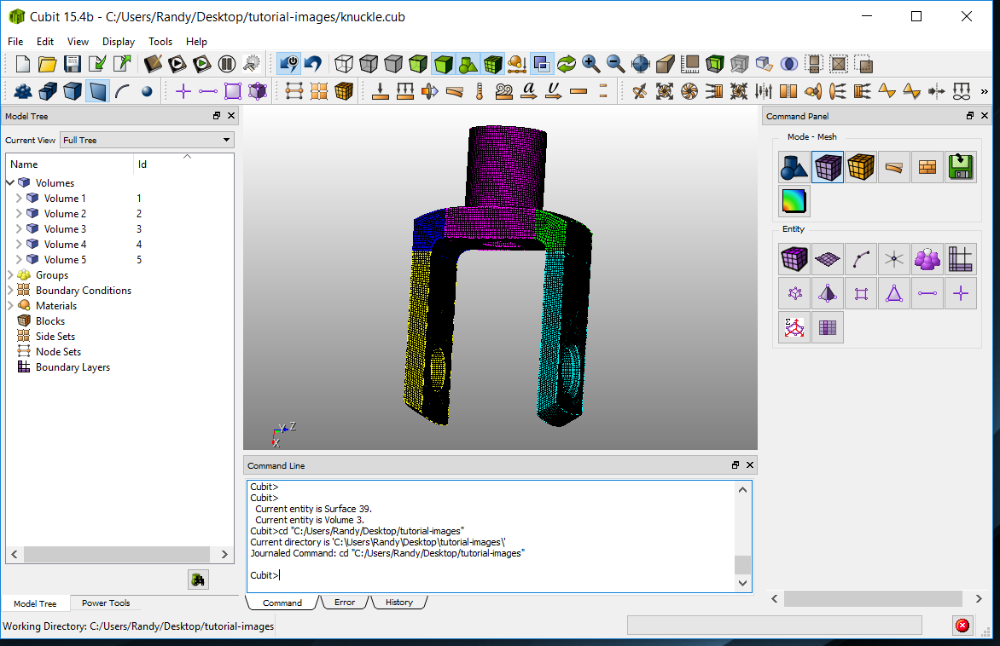 Cubit 15.4b - C:/Users/Randy/Desktop/tutorial-images/knuckle.cub
File Edit View Display Tools Help
Model Tree
Current View Full Tree
Name Id
Volumes
Volume 1 1
Volume 2 2
Volume 3 3
Volume 4 4
Volume 5 5
Groups
Boundary Conditions
Materials
Blocks
Side Sets
Node Sets
Boundary Layers
Model Tree Power Tools
Working Directory: C:/Users/Randy/Desktop/tutorial-images
Y Z
X
Command Line
Cubit>
Cubit>
Current entity is Surface 39.
Current entity is Volume 3.
Cubit>cd "C:/Users/Randy/Desktop/tutorial-images"
Current directory is 'C:\Users\Randy\Desktop\tutorial-images\'
Journaled Command: cd "C:/Users/Randy/Desktop/tutorial-images"
Cubit>
Command Error History
Command Panel
Mode - Mesh
Entity